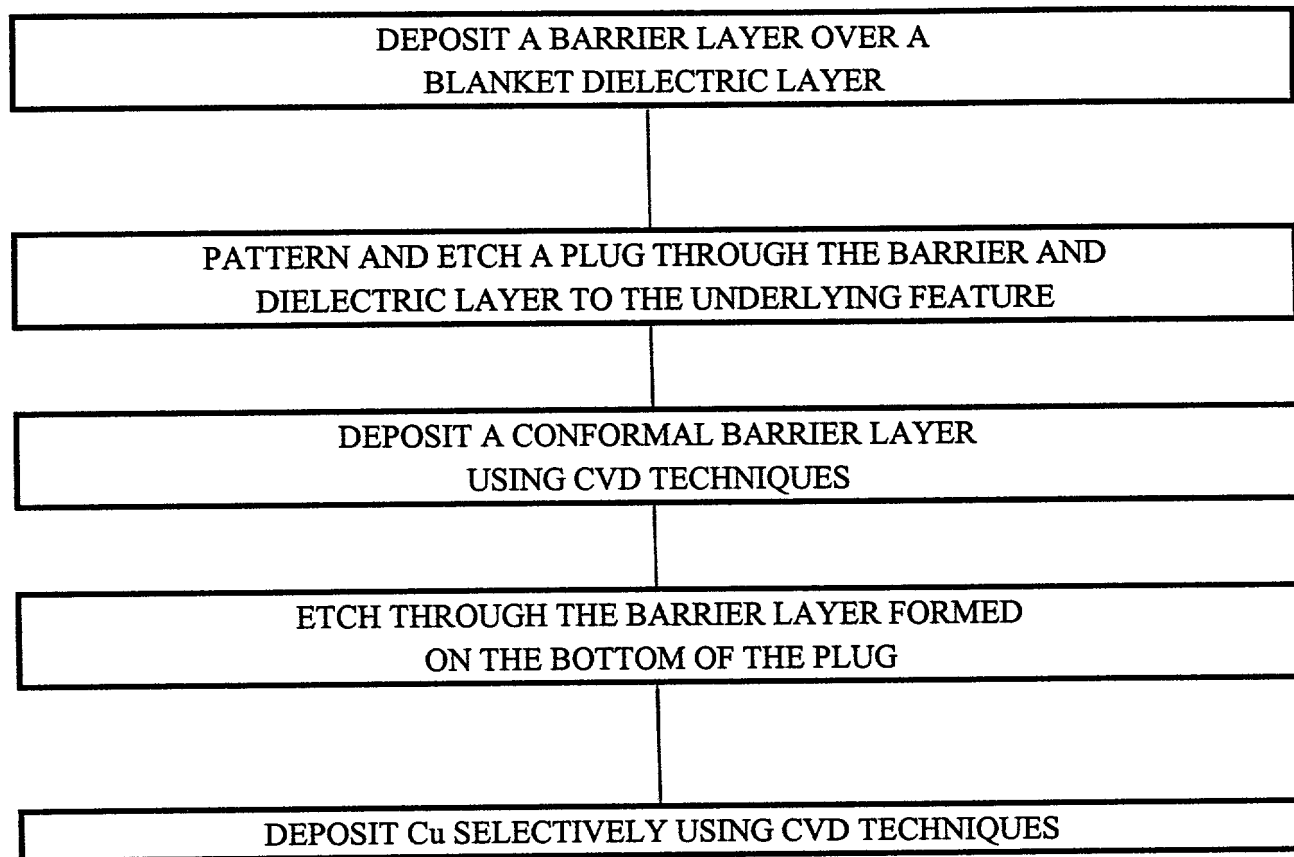 DEPOSIT A BARRIER LAYER OVER A
BLANKET DIELECTRIC LAYER
PATTERN AND ETCH A PLUG THROUGH THE BARRIER AND
DIELECTRIC LAYER TO THE UNDERLYING FEATURE
DEPOSIT A CONFORMAL BARRIER LAYER
USING CVD TECHNIQUES
ETCH THROUGH THE BARRIER LAYER FORMED
ON THE BOTTOM OF THE PLUG
DEPOSIT Cu SELECTIVELY USING CVD TECHNIQUES